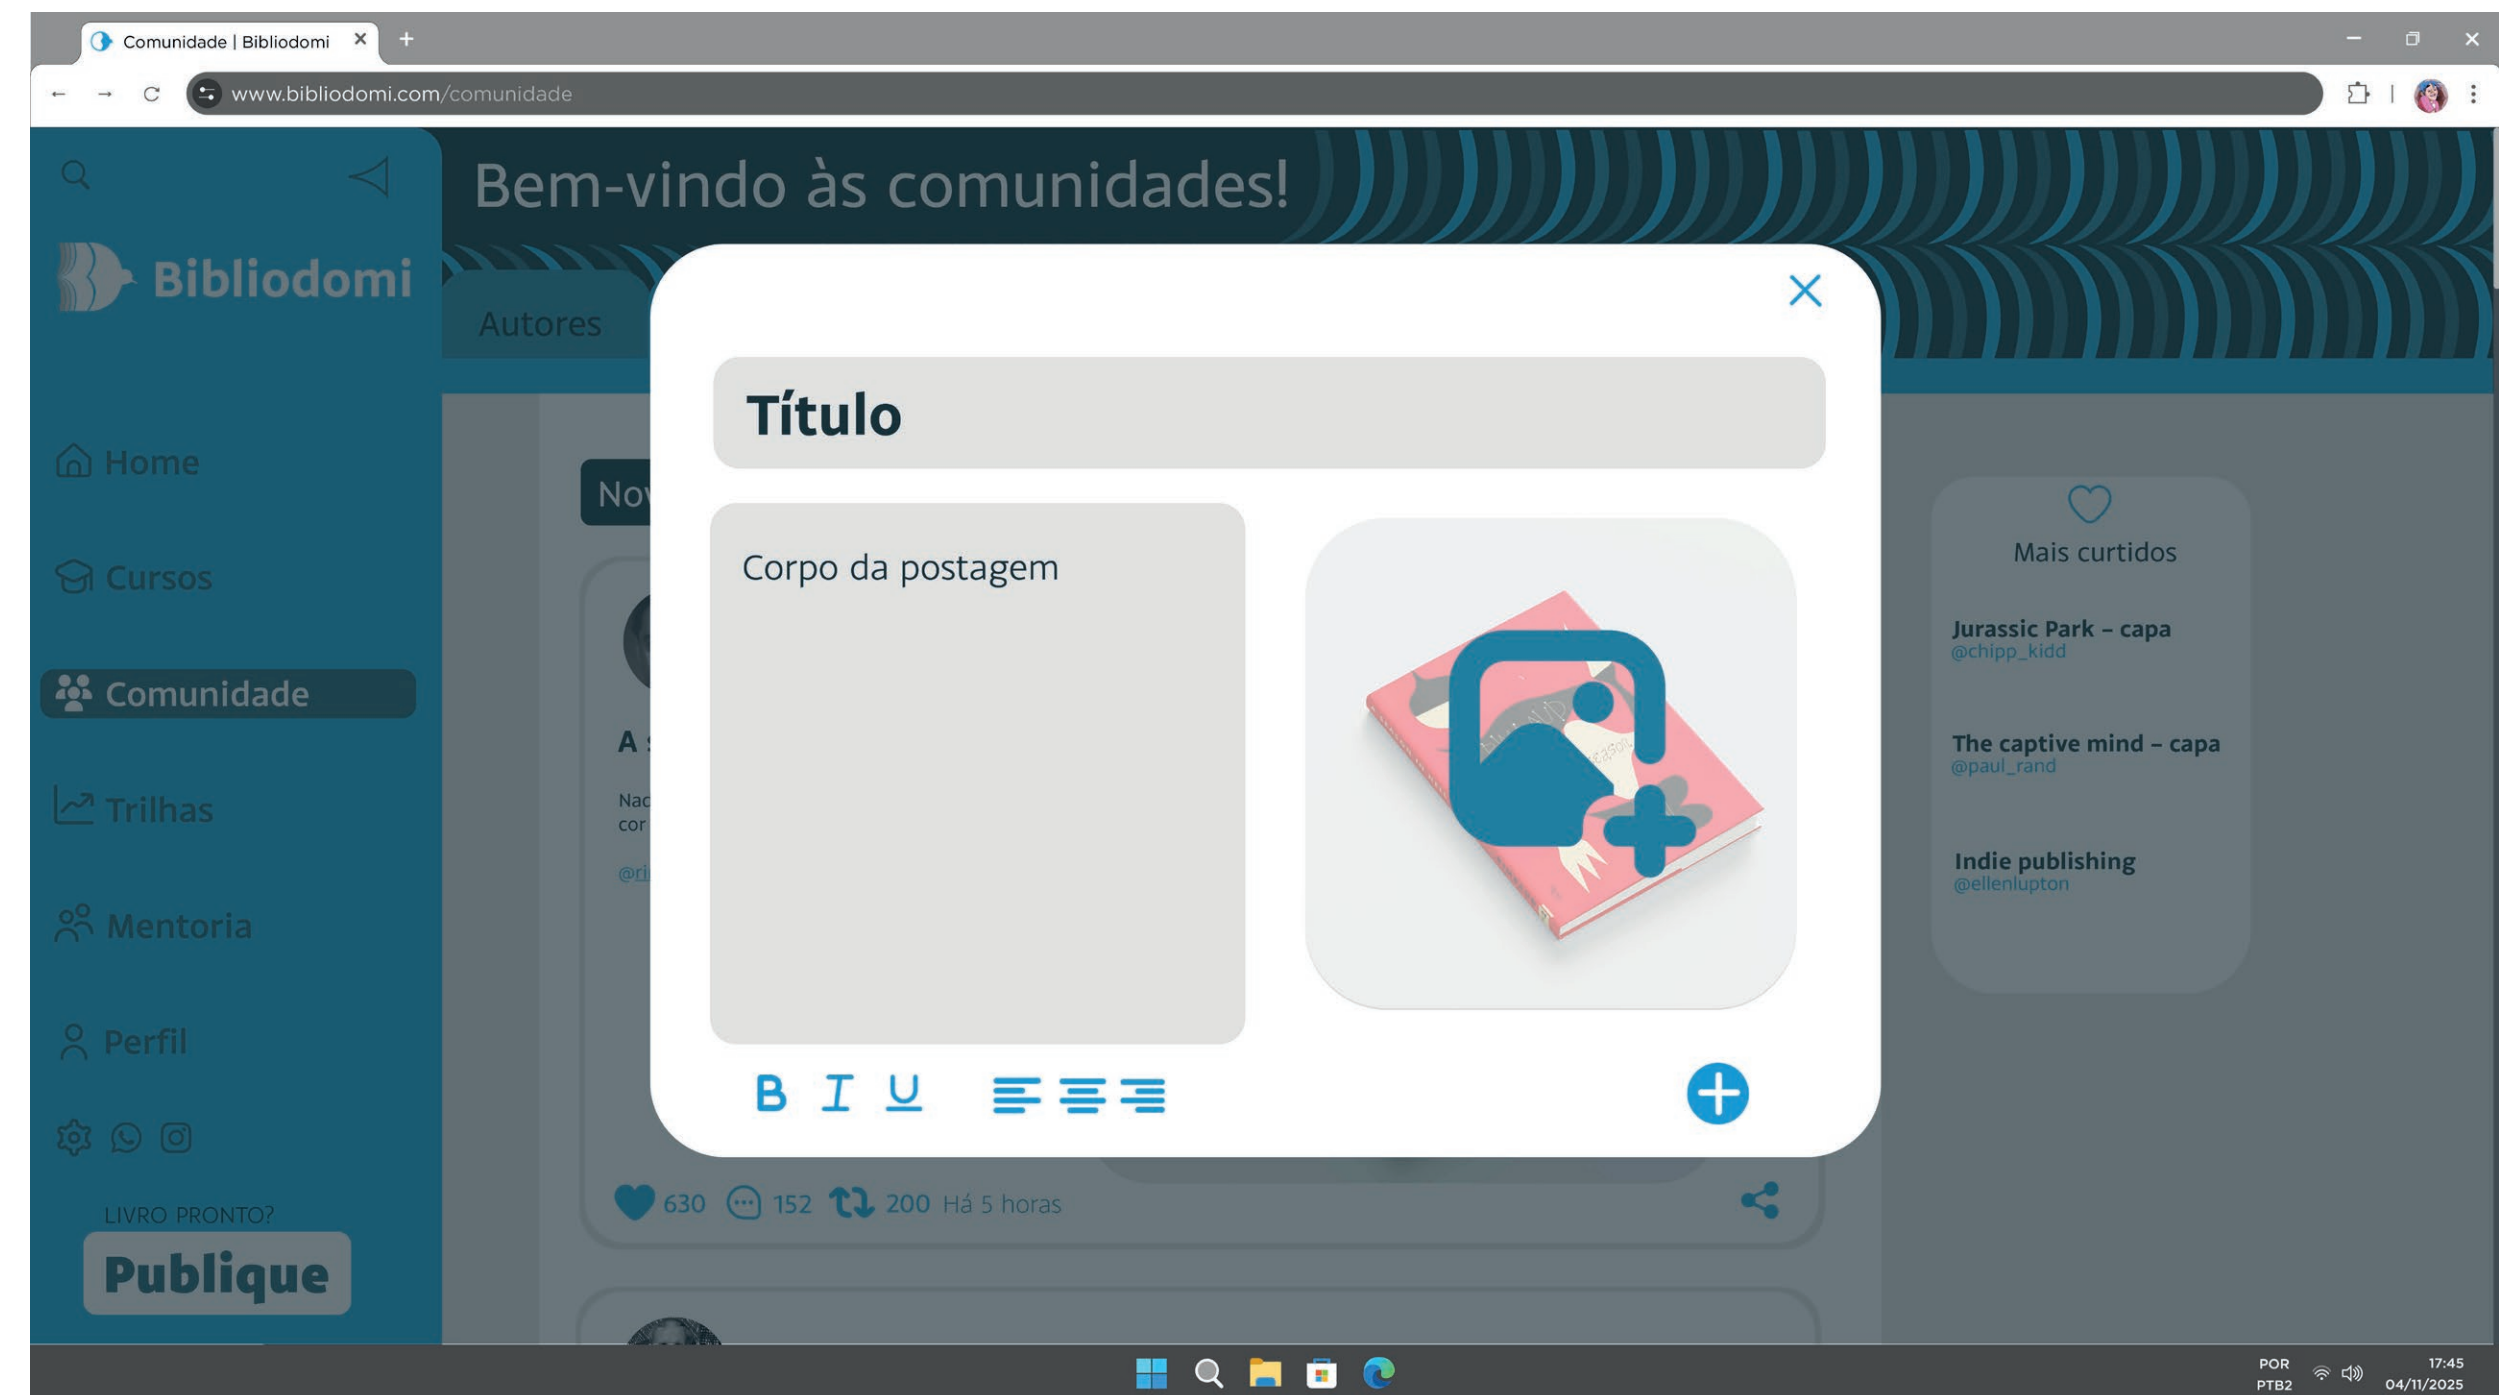 Comunidade | Bibliodomi
www.bibliodomi.com/comunidade
Bem-vindo às comunidades!
Bibliodomi
Autores
Home
Cursos
Comunidade
Trilhas
Mentoria
Perfil
LIVRO PRONTO?
Publique
Título
Corpo da postagem
B I U
630 152 200 Há 5 horas
Mais curtidos
Jurassic Park – capa
@chipp_kidd
The captive mind – capa
@paul_rand
Indie publishing
@ellenlupton
POR
PTB2
17:45
04/11/2025